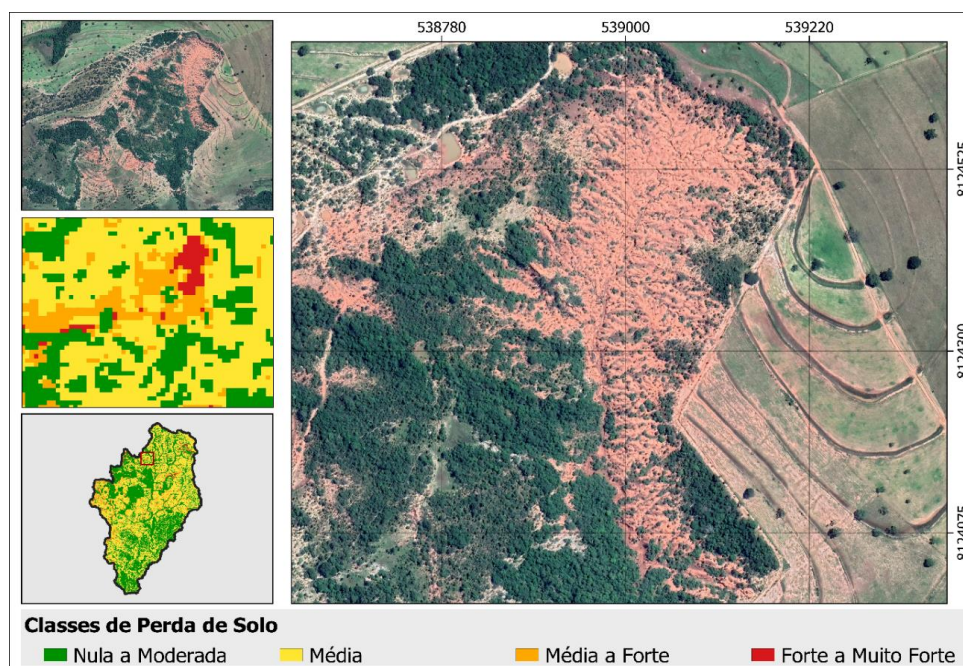 538780 539000 539220
8124525
8124300
8124075
Classes de Perda de Solo
Nula a Moderada Média Média a Forte Forte a Muito Forte